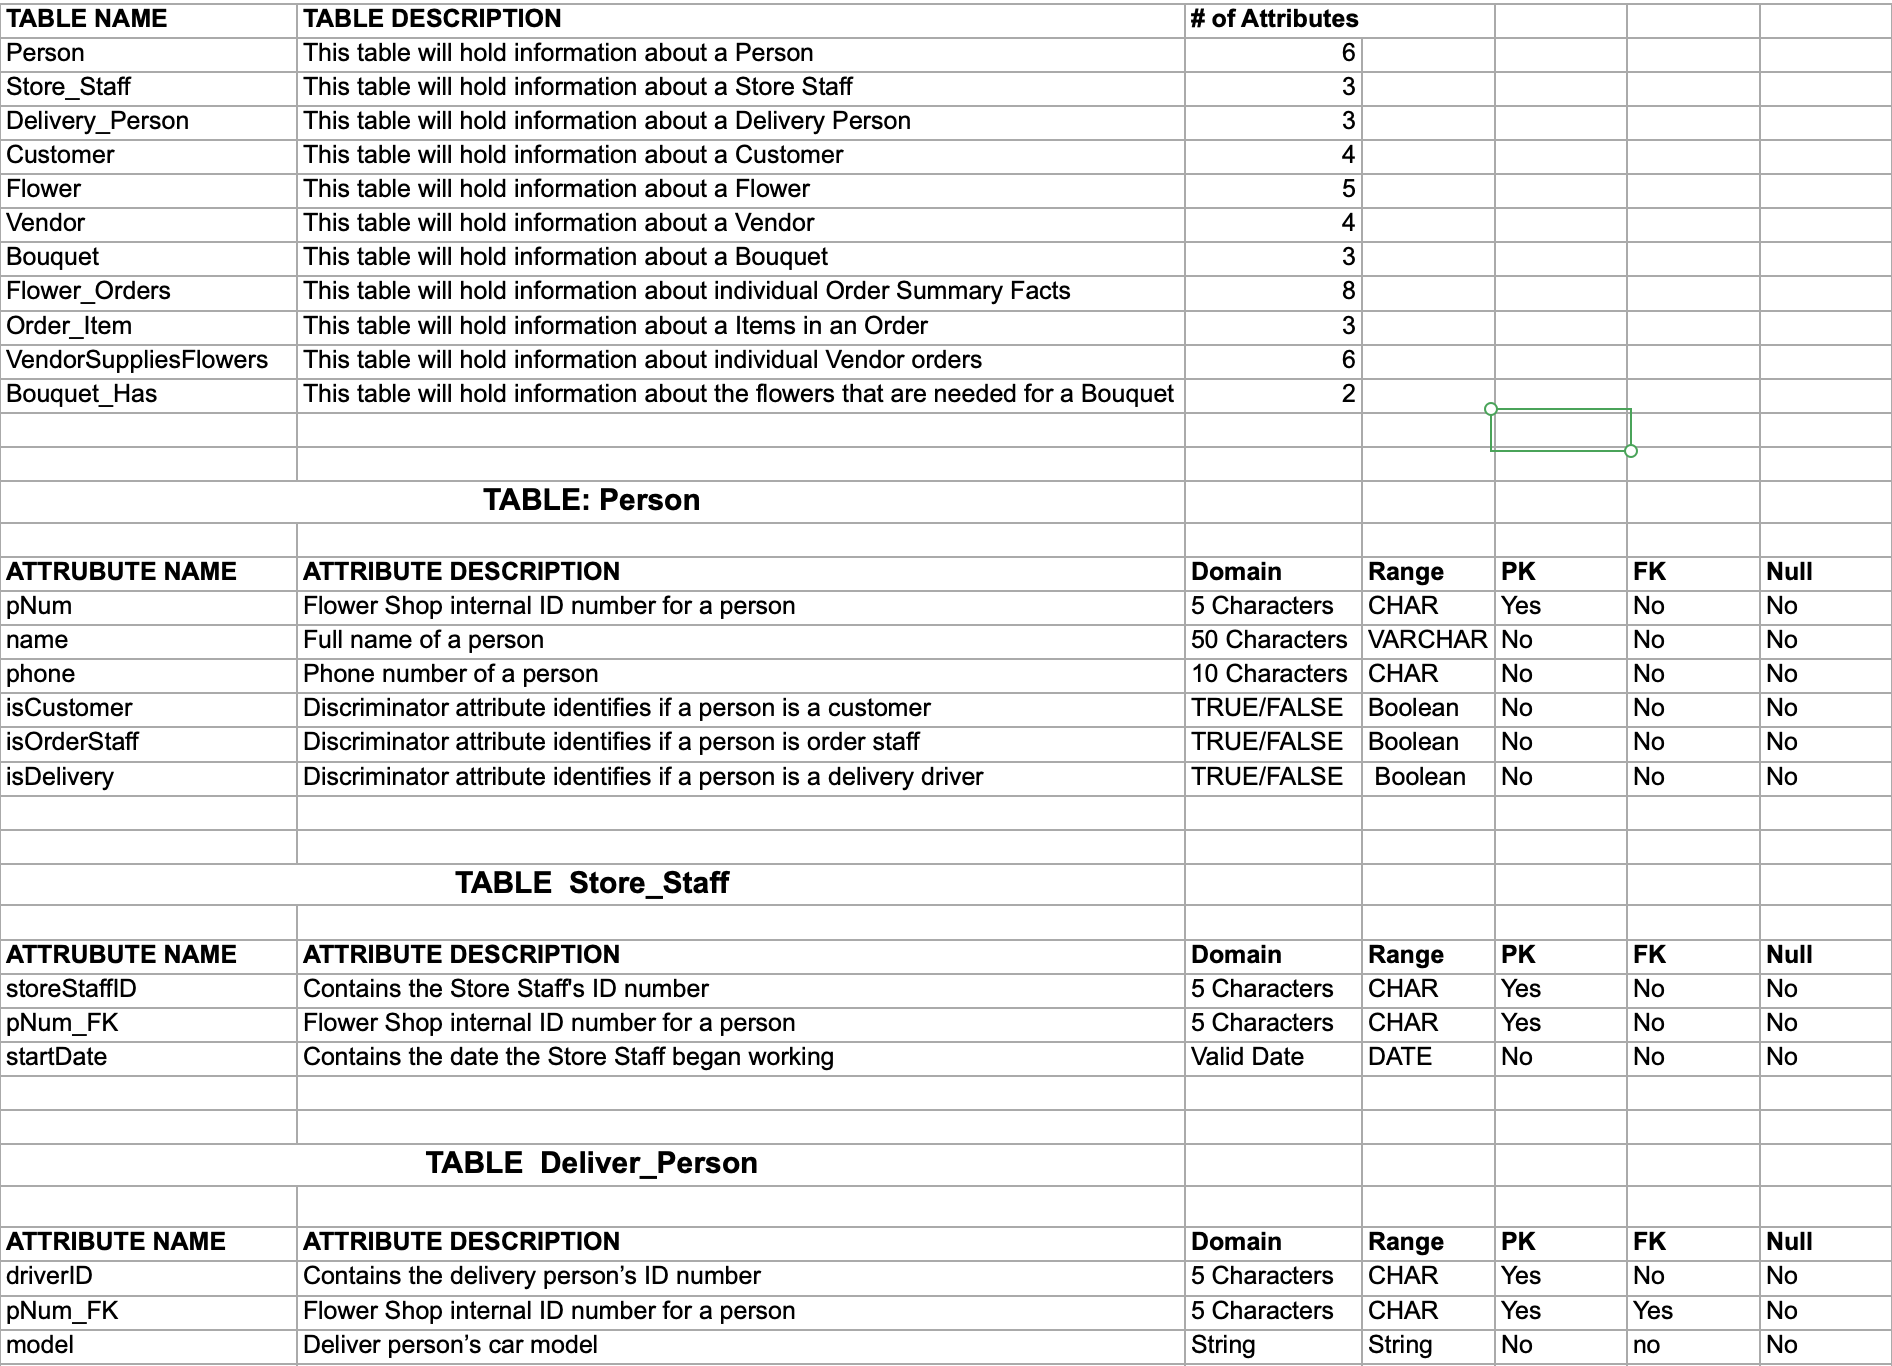 TABLE NAME TABLE DESCRIPTION # of Attributes
Person This table will hold information about a Person 6
Store_Staff This table will hold information about a Store Staff 3
Delivery_Person This table will hold information about a Delivery Person 3
Customer This table will hold information about a Customer 4
Flower This table will hold information about a Flower 5
Vendor This table will hold information about a Vendor 4
Bouquet This table will hold information about a Bouquet 3
Flower_Orders This table will hold information about individual Order Summary Facts 8
Order_Item This table will hold information about a Items in an Order 3
VendorSuppliesFlowers This table will hold information about individual Vendor orders 6
Bouquet_Has This table will hold information about the flowers that are needed for a Bouquet 2
TABLE: Person
ATTRUBUTE NAME ATTRIBUTE DESCRIPTION Domain Range PK FK Null
pNum Flower Shop internal ID number for a person 5 Characters CHAR Yes No No
name Full name of a person 50 Characters VARCHAR No No No
phone Phone number of a person 10 Characters CHAR No No No
isCustomer Discriminator attribute identifies if a person is a customer TRUE/FALSE Boolean No No No
isOrderStaff Discriminator attribute identifies if a person is order staff TRUE/FALSE Boolean No No No
isDelivery Discriminator attribute identifies if a person is a delivery driver TRUE/FALSE Boolean No No No
TABLE Store_Staff
ATTRUBUTE NAME ATTRIBUTE DESCRIPTION Domain Range PK FK Null
storeStaffID Contains the Store Staff's ID number 5 Characters CHAR Yes No No
pNum_FK Flower Shop internal ID number for a person 5 Characters CHAR Yes No No
startDate Contains the date the Store Staff began working Valid Date DATE No No No
TABLE Deliver_Person
ATTRIBUTE NAME ATTRIBUTE DESCRIPTION Domain Range PK FK Null
driverID Contains the delivery person’s ID number 5 Characters CHAR Yes No No
pNum_FK Flower Shop internal ID number for a person 5 Characters CHAR Yes Yes No
model Deliver person’s car model String String No no No